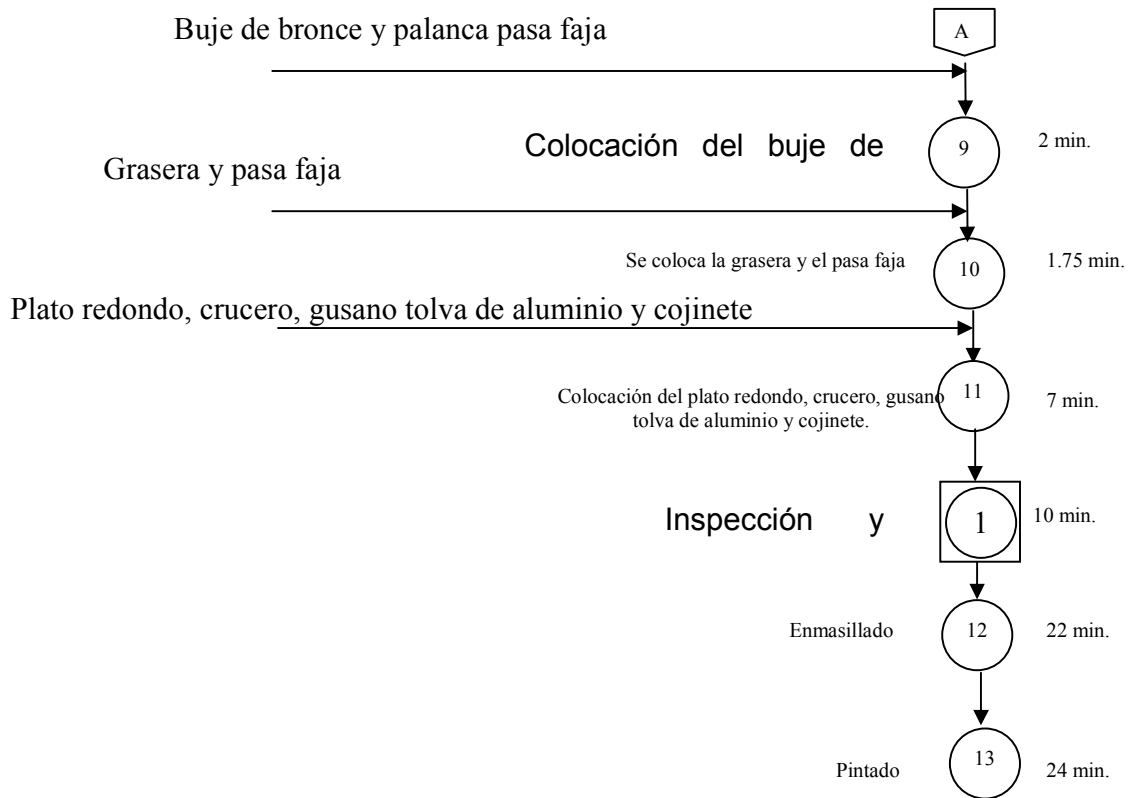 Buje de bronce y palanca pasa faja
A
Colocación del buje de
9
2 min.
Grasera y pasa faja
Se coloca la grasera y el pasa faja
10
1.75 min.
Plato redondo, crucero, gusano tolva de aluminio y cojinete
Colocación del plato redondo, crucero, gusano
tolva de aluminio y cojinete.
11
7 min.
Inspección y
1
10 min.
Enmasillado
12
22 min.
Pintado
13
24 min.